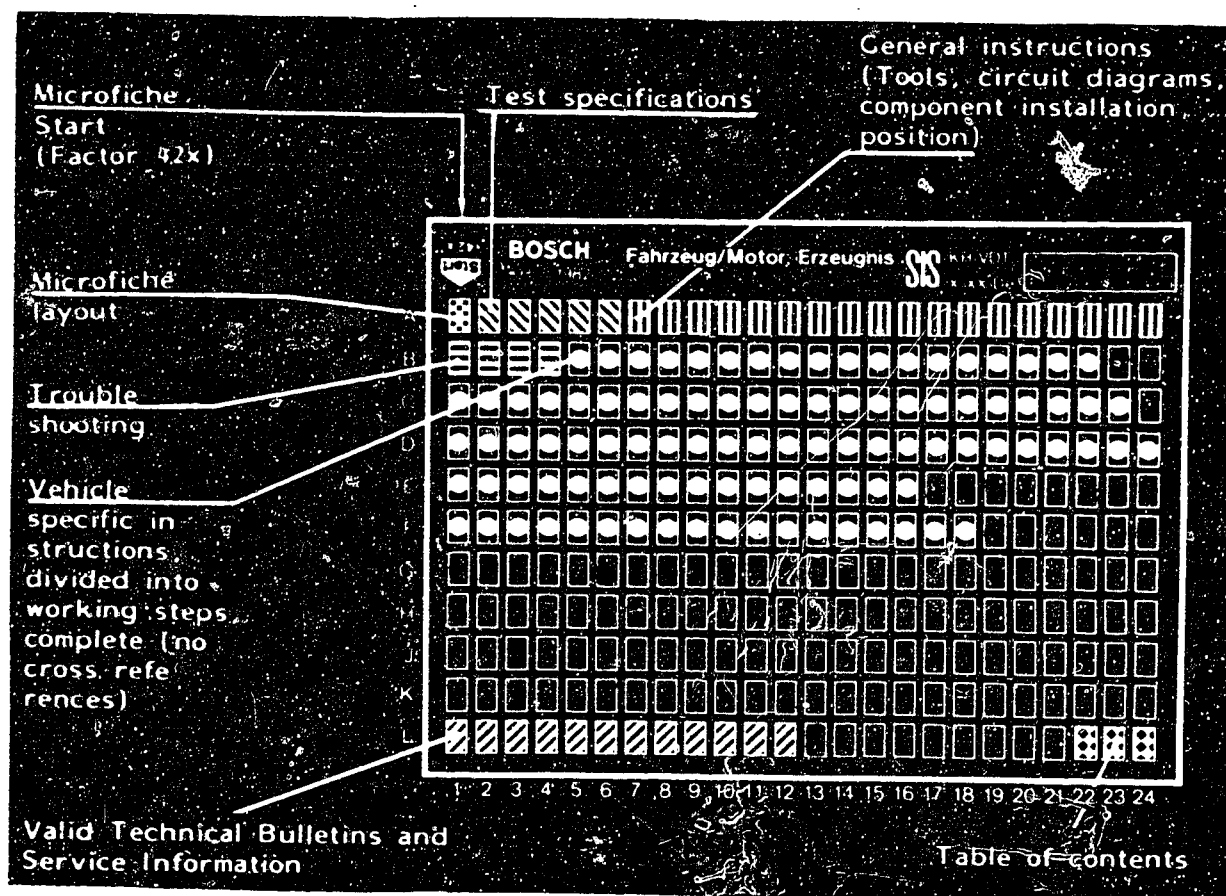 General instructions
(Tools, circuit diagrams,
component installation
position)
Microfiche
Start
(Factor 42x)
Test specifications
Start
BOSCH
Fahrzeug/Motor, Erzeugnis
SIS
Microfiche
layout
Trouble
shooting
Vehicle
specific in
structions
divided into
working steps
complete (no
cross refe
rences)
B
C
D
E
F
G
H
J
K
L
1 2 3 4 5 6 7 8 9 10 11 12 13 14 15 16 17 18 19 20 21 22 23 24
Valid Technical Bulletins and
Service Information
Table of contents